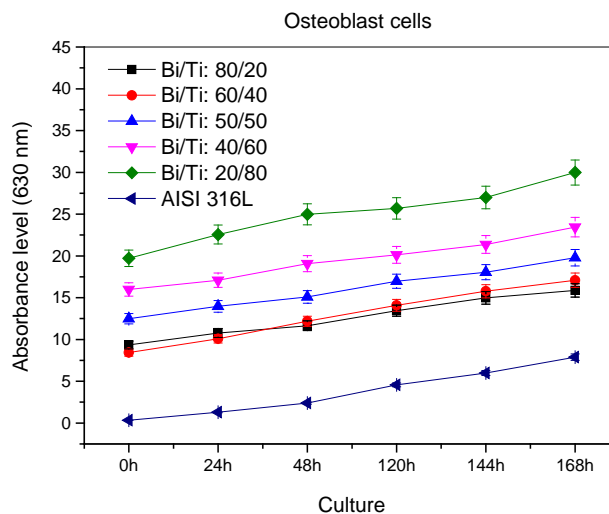 Osteoblast cells
45
40
35
30
25
20
15
10
5
0
Absorbance level (630 nm)
Bi/Ti: 80/20
Bi/Ti: 60/40
Bi/Ti: 50/50
Bi/Ti: 40/60
Bi/Ti: 20/80
AISI 316L
0h 24h 48h 120h 144h 168h
Culture